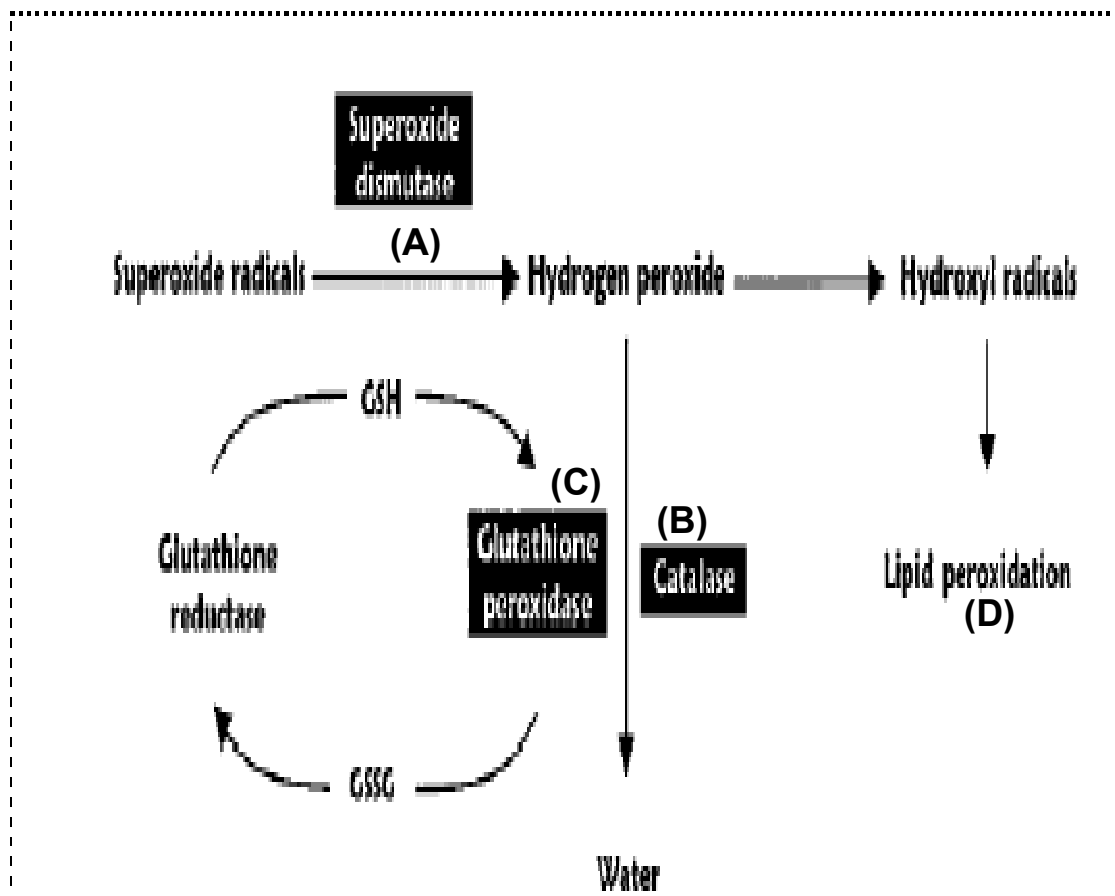 Superoxide
dismutase
(A)
Superoxide radicals
Hydrogen peroxide
Hydroxyl radicals
GSH
(C)
Glutathione
reductase
Glutathione
peroxidase
(B)
Catalase
Lipid peroxidation
(D)
GSSG
Water